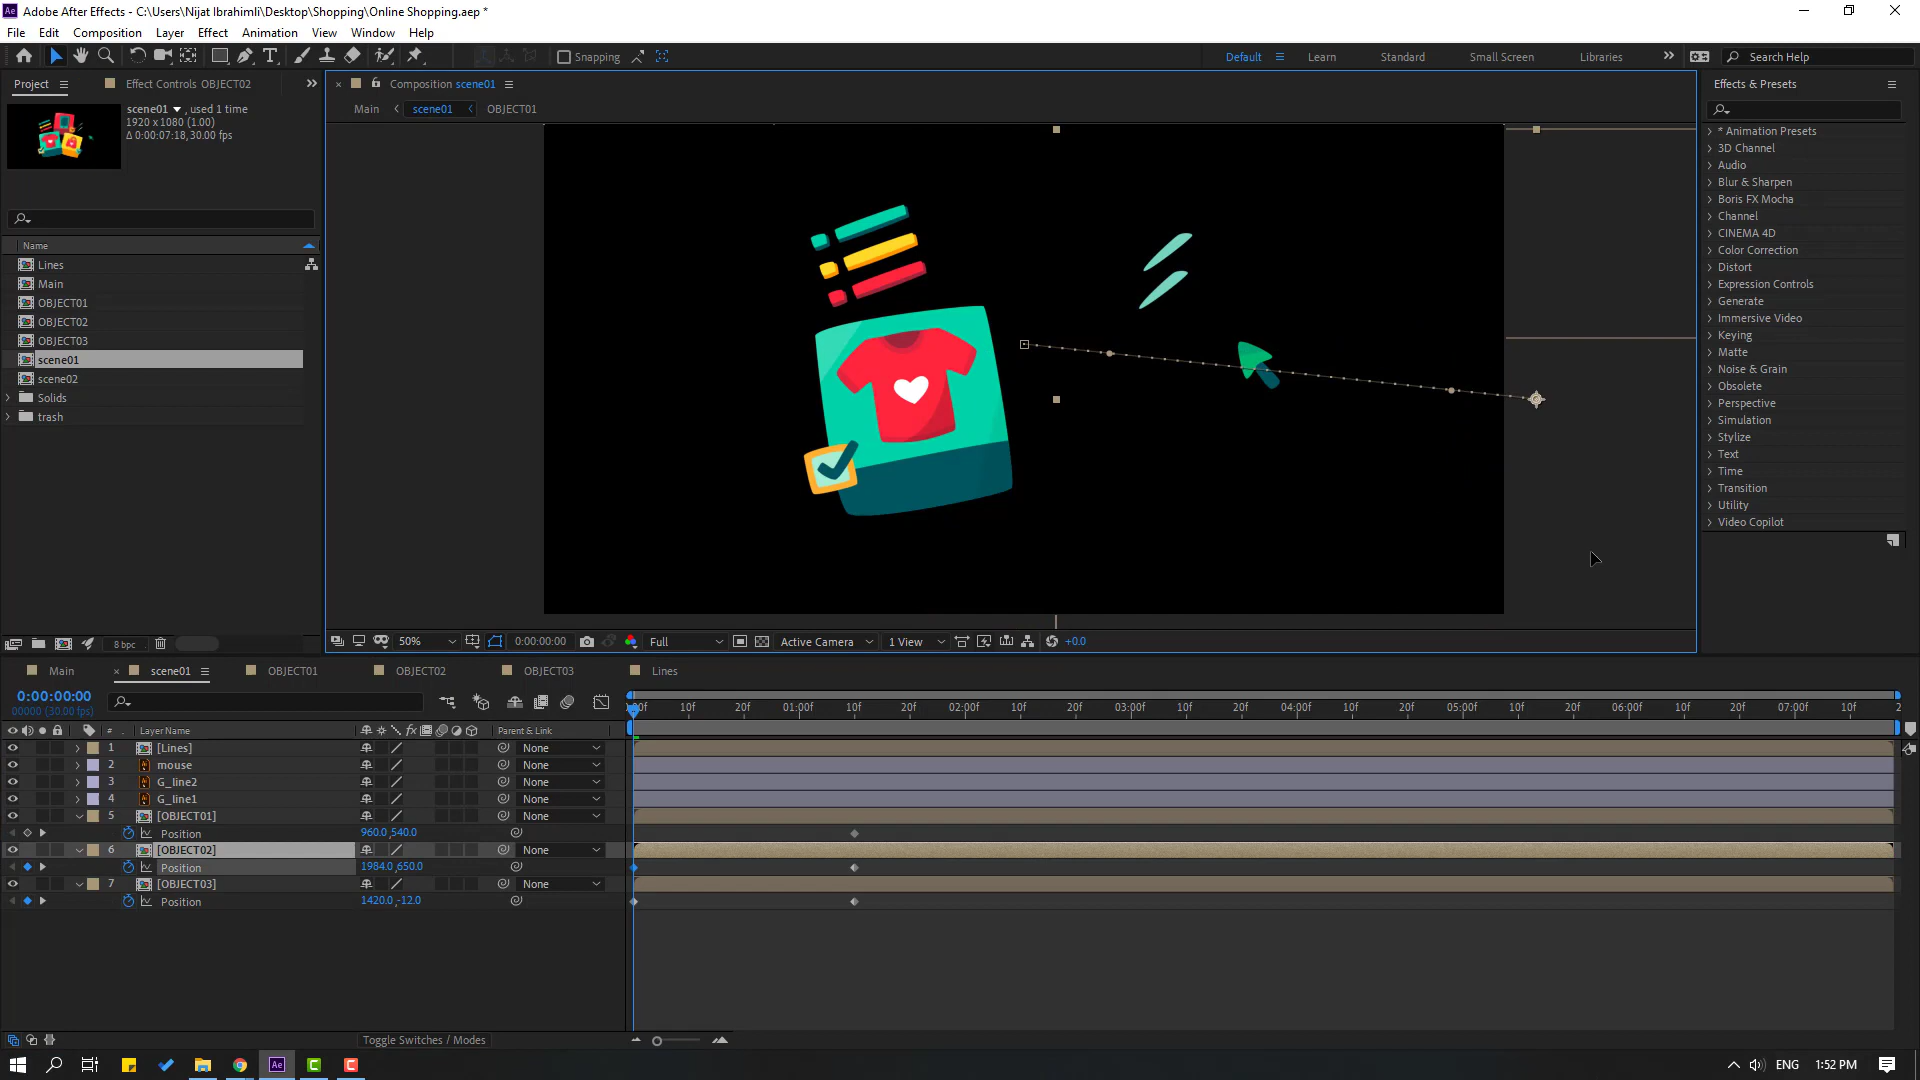 Adobe After Effects - C:\Users\Nijat Ibrahimli\Desktop\Shopping\Online Shopping.aep *
File Edit Composition Layer Effect Animation View Window Help
Snapping
Default Learn Standard Small Screen Libraries Search Help
Project Effect Controls OBJECT02
scene01 , used 1 time
1920 x 1080 (1.00)
Δ 0:00:07:18, 30.00 fps
Name
Lines
Main
OBJECT01
OBJECT02
OBJECT03
scene01
scene02
Solids
trash
8 bpc
Composition scene01
Main scene01 OBJECT01
50% 0:00:00:00 Full Active Camera 1 View +0.0
Effects & Presets
* Animation Presets
3D Channel
Audio
Blur & Sharpen
Boris FX Mocha
Channel
CINEMA 4D
Color Correction
Distort
Expression Controls
Generate
Immersive Video
Keying
Matte
Noise & Grain
Obsolete
Perspective
Simulation
Stylize
Text
Time
Transition
Utility
Video Copilot
Main scene01 OBJECT01 OBJECT02 OBJECT03 Lines
0:00:00:00
00000 (30.00 fps)
:00f 10f 20f 01:00f 10f 20f 02:00f 10f 20f 03:00f 10f 20f 04:00f 10f 20f 05:00f 10f 20f 06:00f 10f 20f 07:00f 10f 2
# Layer Name fx Parent & Link
1 [Lines] None
2 mouse None
3 G_line2 None
4 G_line1 None
5 [OBJECT01] None
Position 960.0,540.0
6 [OBJECT02] None
Position 1984.0,650.0
7 [OBJECT03] None
Position 1420.0,-12.0
Toggle Switches / Modes
ENG 1:52 PM